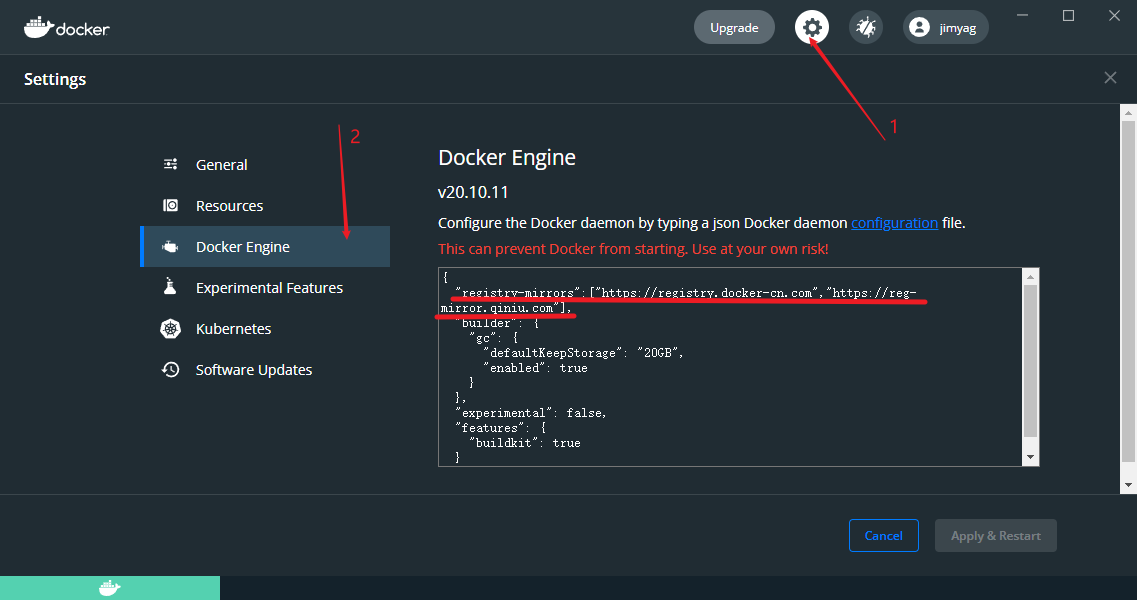 docker
Upgrade
jimyag
Settings
1
2
General
Resources
Docker Engine
Experimental Features
Kubernetes
Software Updates
Docker Engine
v20.10.11
Configure the Docker daemon by typing a json Docker daemon configuration file.
This can prevent Docker from starting. Use at your own risk!
{
"registry-mirrors":["https://registry.docker-cn.com","https://reg-
mirror.qiniu.com"],
"builder": {
"gc": {
"defaultKeepStorage": "20GB",
"enabled": true
}
},
"experimental": false,
"features": {
"buildkit": true
}
Cancel
Apply & Restart